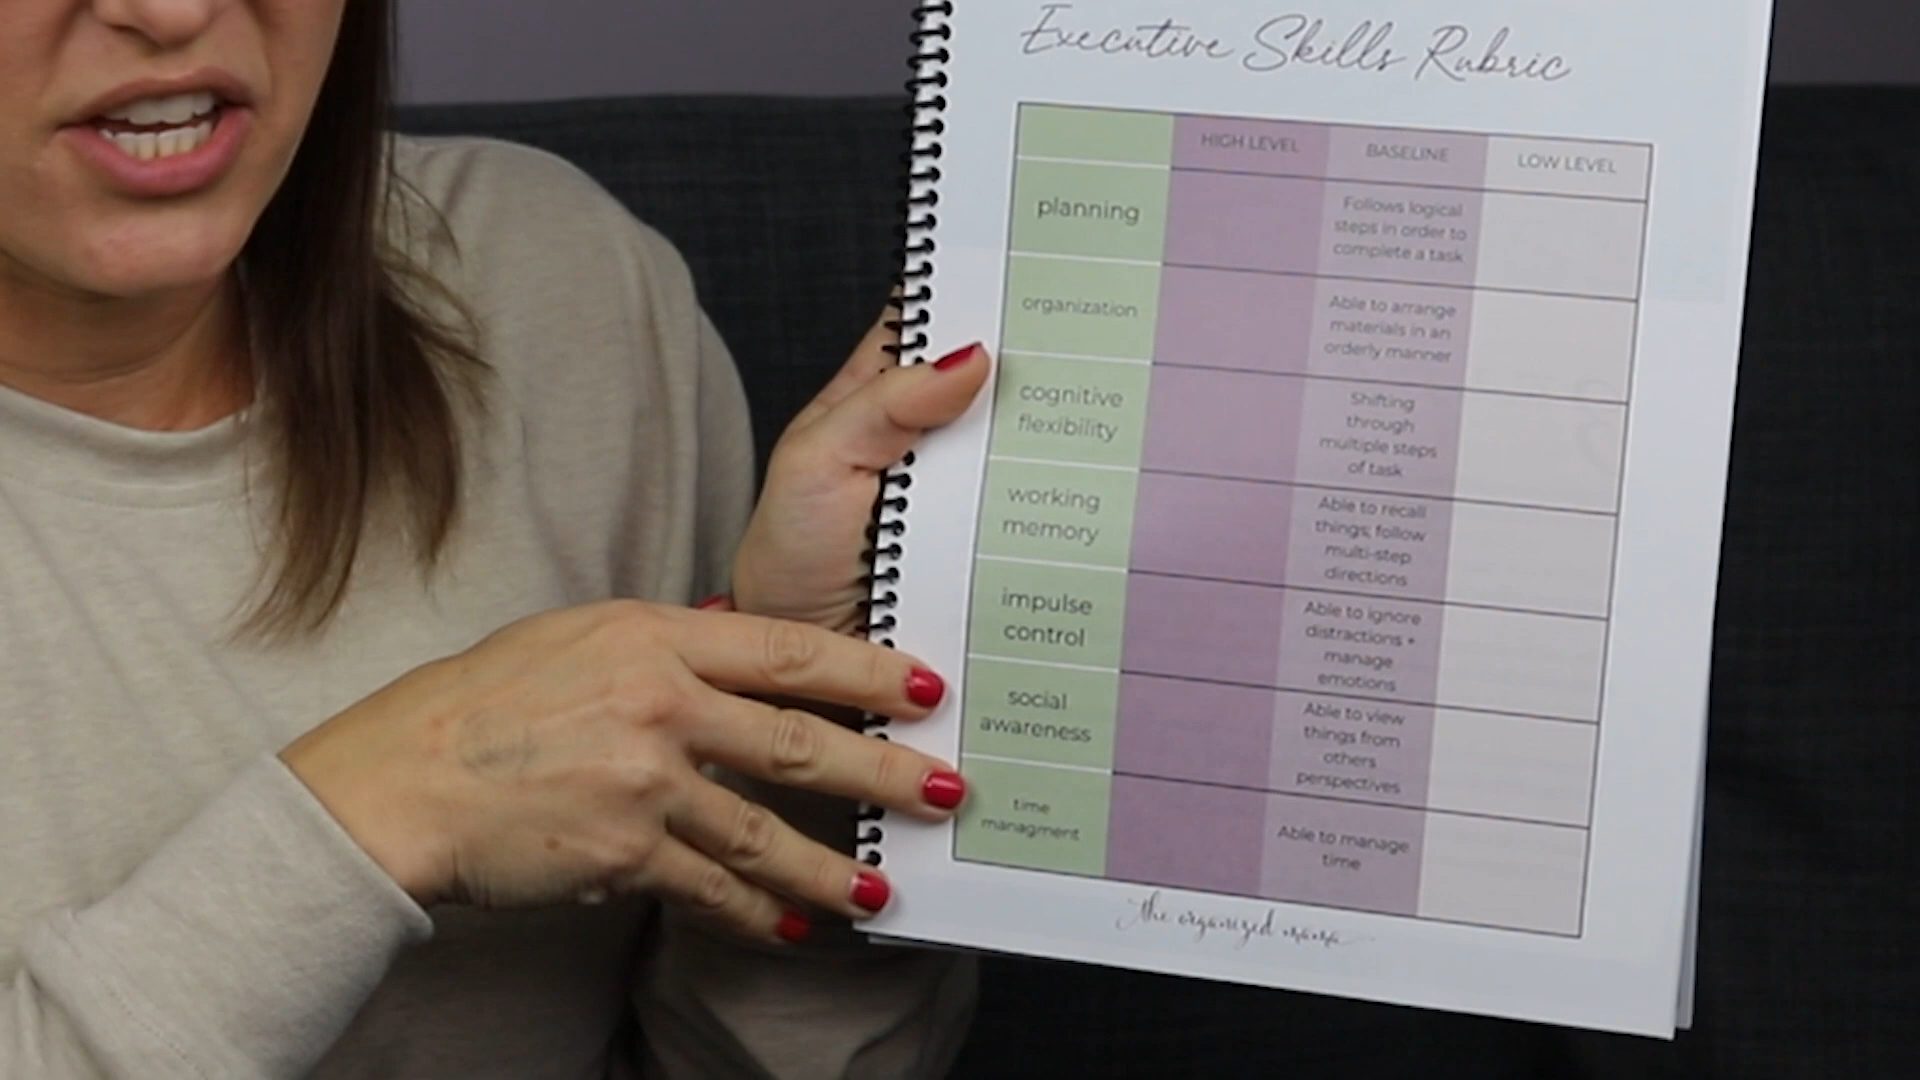 Executive Skills Rubric
HIGH LEVEL
BASELINE
LOW LEVEL
planning
Follows logical
steps in order to
complete a task
organization
Able to arrange
materials in an
orderly manner
cognitive
flexibility
Shifting
through
multiple steps
of task
working
memory
Able to recall
things; follow
multi-step
directions
impulse
control
Able to ignore
distractions +
manage
emotions
social
awareness
Able to view
things from
others
perspectives
time
managment
Able to manage
time
the organized mama